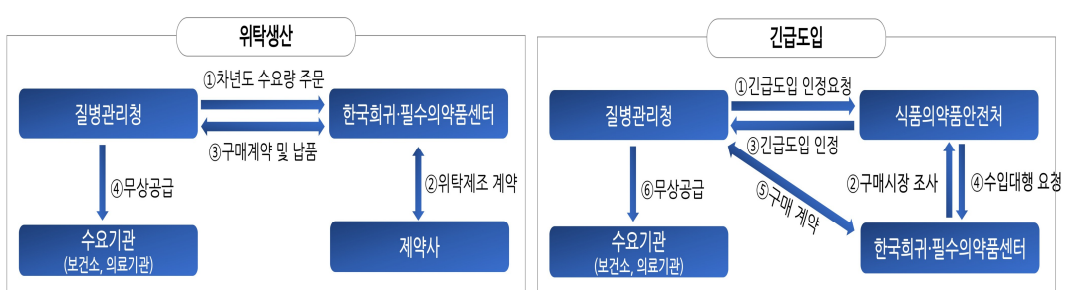 위탁생산
①차년도 수요량 주문
질병관리청
한국희귀·필수의약품센터
③구매계약 및 납품
④무상공급
②위탁제조 계약
수요기관
(보건소, 의료기관)
제약사
긴급도입
①긴급도입 인정요청
질병관리청
식품의약품안전처
③긴급도입 인정
⑥무상공급
⑤구매 계약
②구매시장 조사
④수입대행 요청
수요기관
(보건소, 의료기관)
한국희귀·필수의약품센터